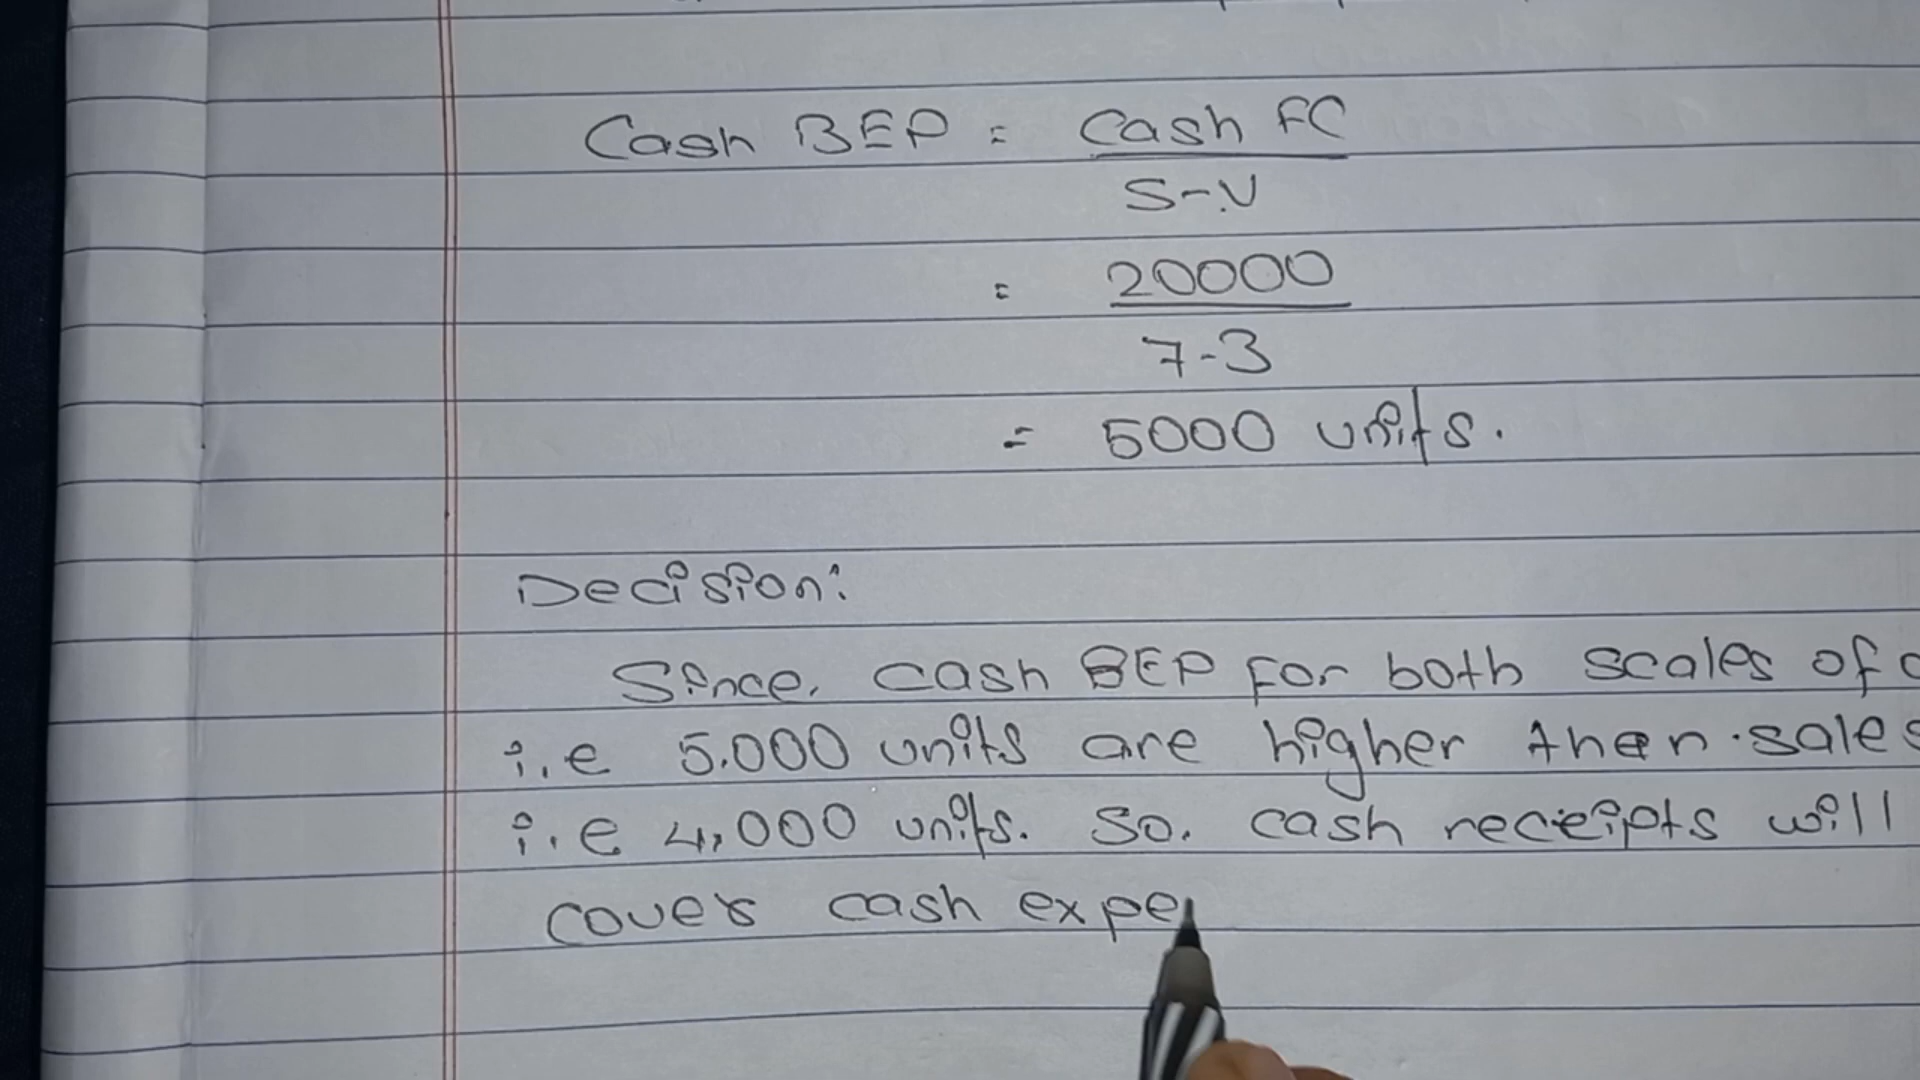 Cash BEP = Cash FC
S-V
= 20000
7-3
= 5000 units.
Decision:
Since, cash BEP for both scales of
i.e 5.000 units are higher then sales
i.e 4,000 units. So, cash receipts will
cover cash expe